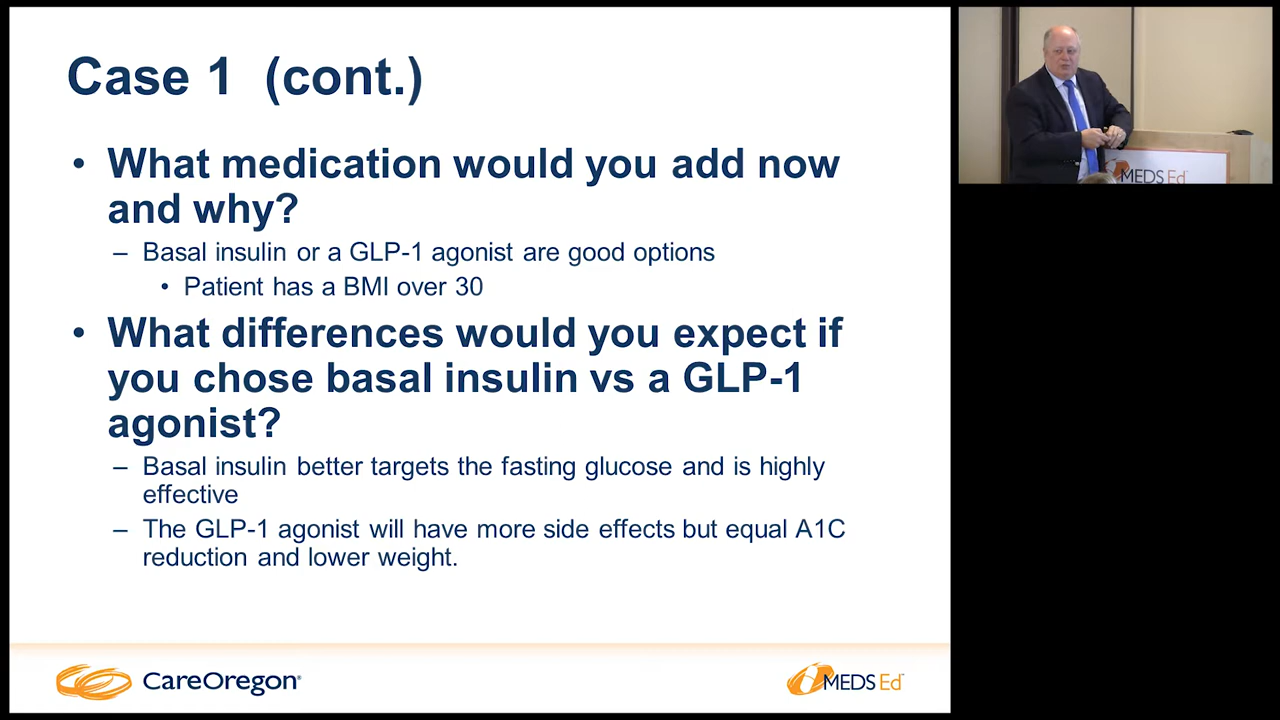 Case 1 (cont.)
• What medication would you add now
and why?
– Basal insulin or a GLP-1 agonist are good options
• Patient has a BMI over 30
• What differences would you expect if
you chose basal insulin vs a GLP-1
agonist?
– Basal insulin better targets the fasting glucose and is highly
effective
– The GLP-1 agonist will have more side effects but equal A1C
reduction and lower weight.
CareOregon®
MEDS Ed
MEDS Ed